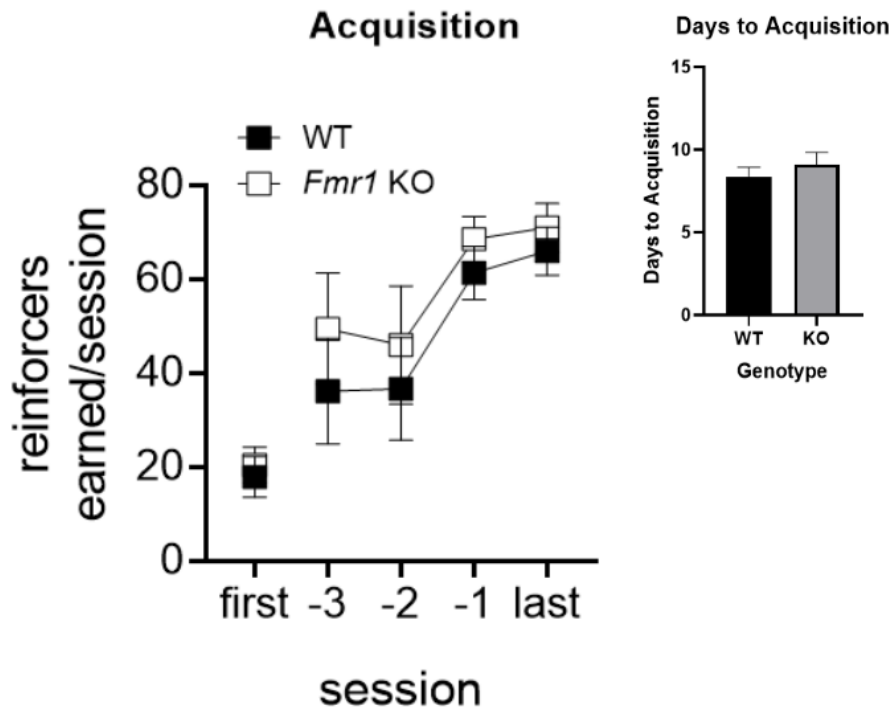 Acquisition
WT
Fmr1 KO
80
60
40
20
0
reinforcers
earned/session
first -3 -2 -1 last
session
Days to Acquisition
15
10
5
0
Days to Acquisition
WT KO
Genotype